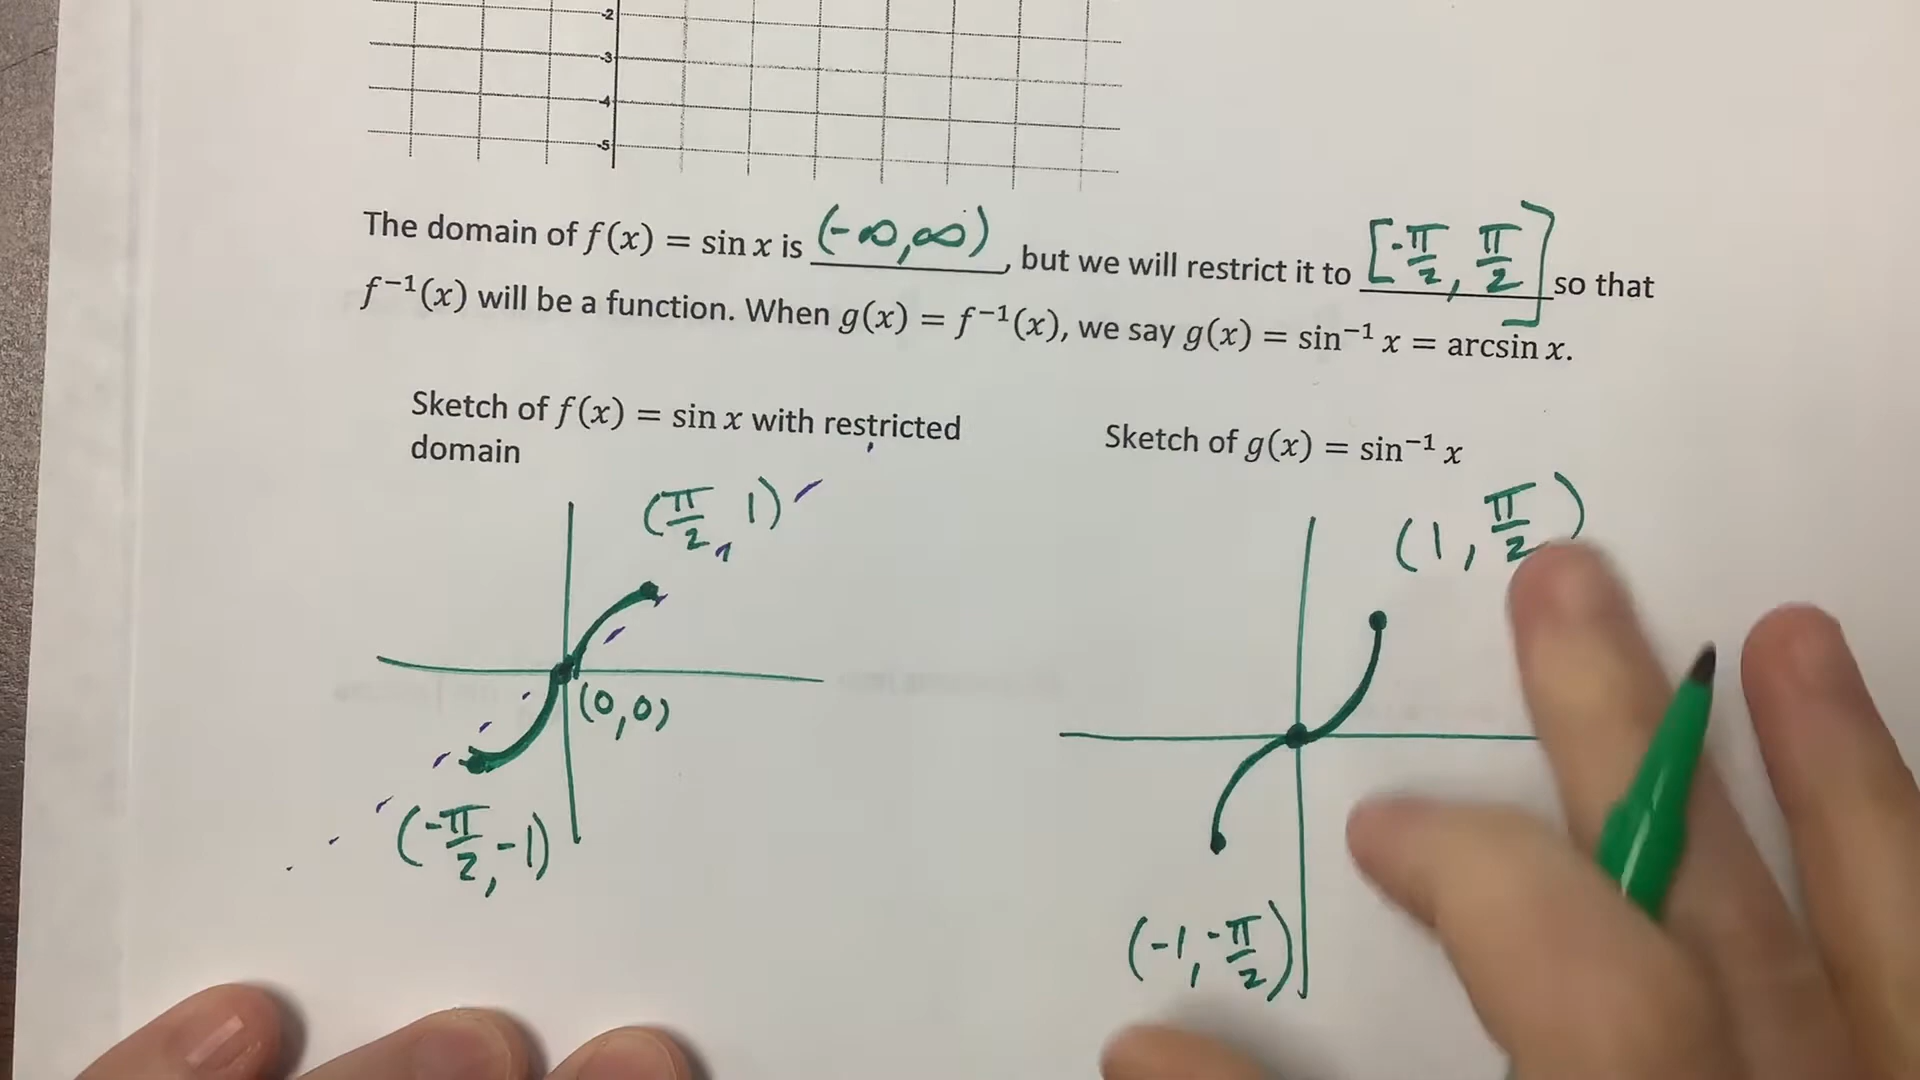 -2
-3
-4
-5
The domain of f(x) = sin x is (-∞,∞), but we will restrict it to [-π/2, π/2] so that
f⁻¹(x) will be a function. When g(x) = f⁻¹(x), we say g(x) = sin⁻¹ x = arcsin x.
Sketch of f(x) = sin x with restricted
domain
(π/2, 1)
(0,0)
(-π/2, -1)
Sketch of g(x) = sin⁻¹ x
(1, π/2)
(-1, -π/2)